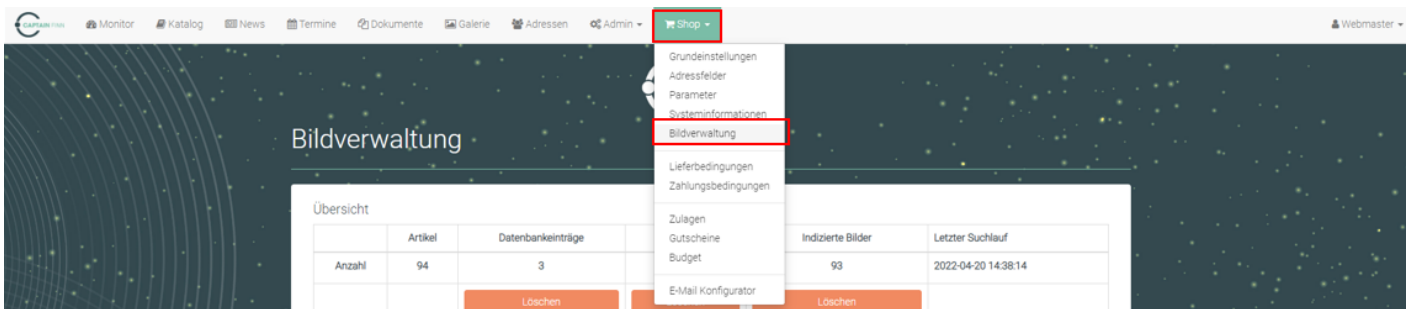 CAPTAIN FINN Monitor Katalog News Termine Dokumente Galerie Adressen Admin Shop Webmaster
Grundeinstellungen
Adressfelder
Parameter
Systeminformationen
Bildverwaltung
Lieferbedingungen
Zahlungsbedingungen
Zulagen
Gutscheine
Budget
E-Mail Konfigurator
Bildverwaltung
Übersicht
Artikel Datenbankeinträge Indizierte Bilder Letzter Suchlauf
Anzahl 94 3 93 2022-04-20 14:38:14
Löschen Löschen